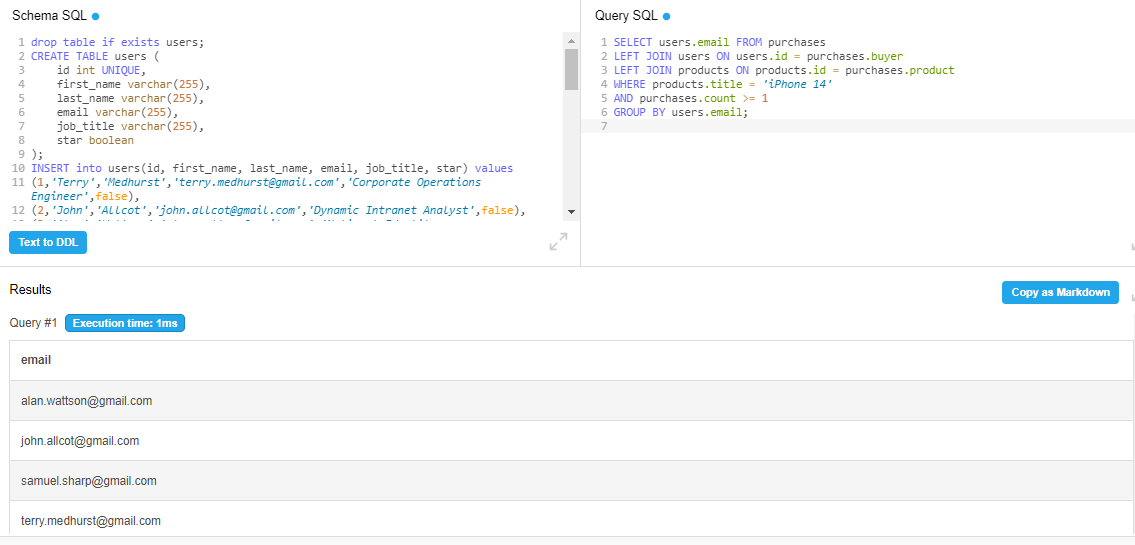 Schema SQL
1 drop table if exists users;
2 CREATE TABLE users (
3     id int UNIQUE,
4     first_name varchar(255),
5     last_name varchar(255),
6     email varchar(255),
7     job_title varchar(255),
8     star boolean
9 );
10 INSERT into users(id, first_name, last_name, email, job_title, star) values
11 (1,'Terry','Medhurst','terry.medhurst@gmail.com','Corporate Operations
Engineer',false),
12 (2,'John','Allcot','john.allcot@gmail.com','Dynamic Intranet Analyst',false),
Text to DDL
Query SQL
1 SELECT users.email FROM purchases
2 LEFT JOIN users ON users.id = purchases.buyer
3 LEFT JOIN products ON products.id = purchases.product
4 WHERE products.title = 'iPhone 14'
5 AND purchases.count >= 1
6 GROUP BY users.email;
7
Results
Copy as Markdown
Query #1 Execution time: 1ms
email
alan.wattson@gmail.com
john.allcot@gmail.com
samuel.sharp@gmail.com
terry.medhurst@gmail.com